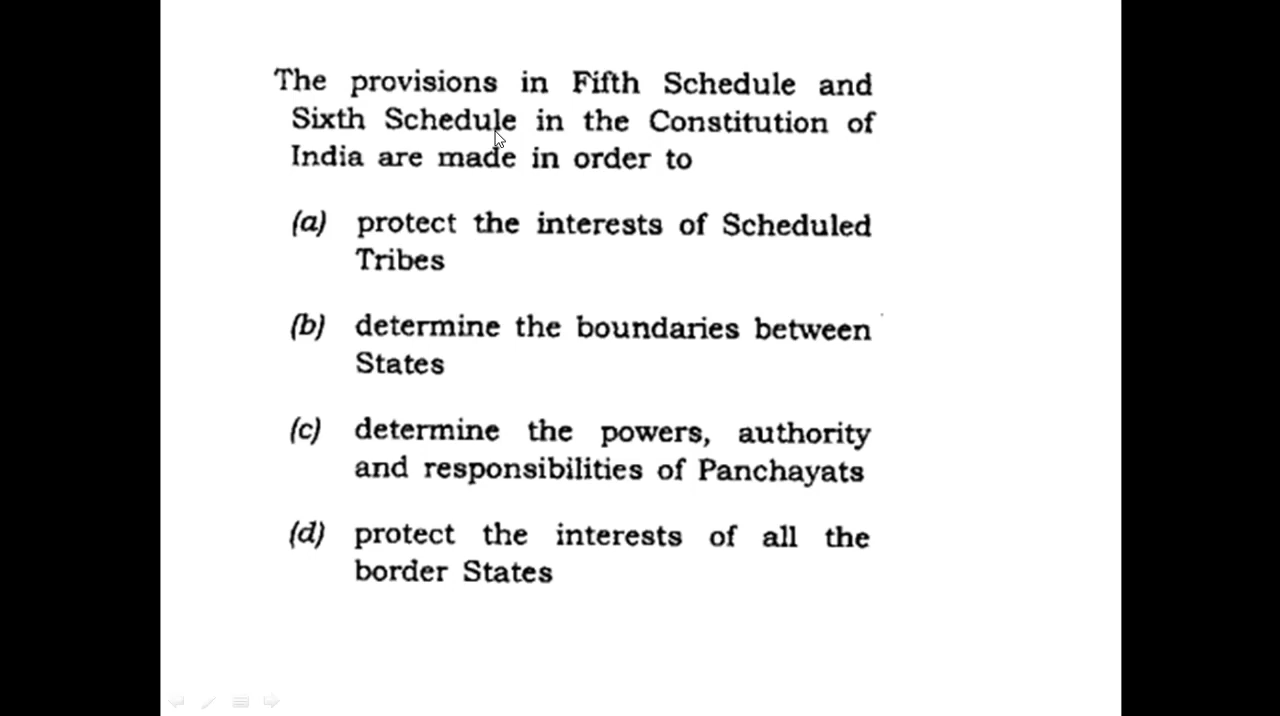 The provisions in Fifth Schedule and
Sixth Schedule in the Constitution of
India are made in order to
(a) protect the interests of Scheduled
Tribes
(b) determine the boundaries between
States
(c) determine the powers, authority
and responsibilities of Panchayats
(d) protect the interests of all the
border States